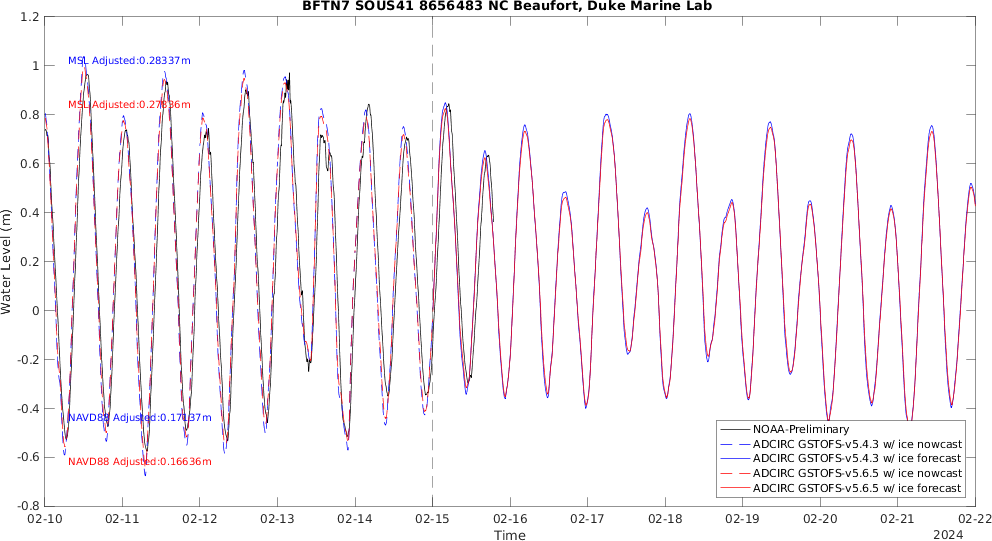 BFTN7 SOUS41 8656483 NC Beaufort, Duke Marine Lab
1.2
1
0.8
0.6
0.4
0.2
0
-0.2
-0.4
-0.6
-0.8
Water Level (m)
MSL Adjusted:0.28337m
MSL Adjusted:0.27836m
NAVD88 Adjusted:0.17137m
NAVD88 Adjusted:0.16636m
NOAA-Preliminary
ADCIRC GSTOFS-v5.4.3 w/ ice nowcast
ADCIRC GSTOFS-v5.4.3 w/ ice forecast
ADCIRC GSTOFS-v5.6.5 w/ ice nowcast
ADCIRC GSTOFS-v5.6.5 w/ ice forecast
02-10 02-11 02-12 02-13 02-14 02-15 02-16 02-17 02-18 02-19 02-20 02-21 02-22
Time
2024